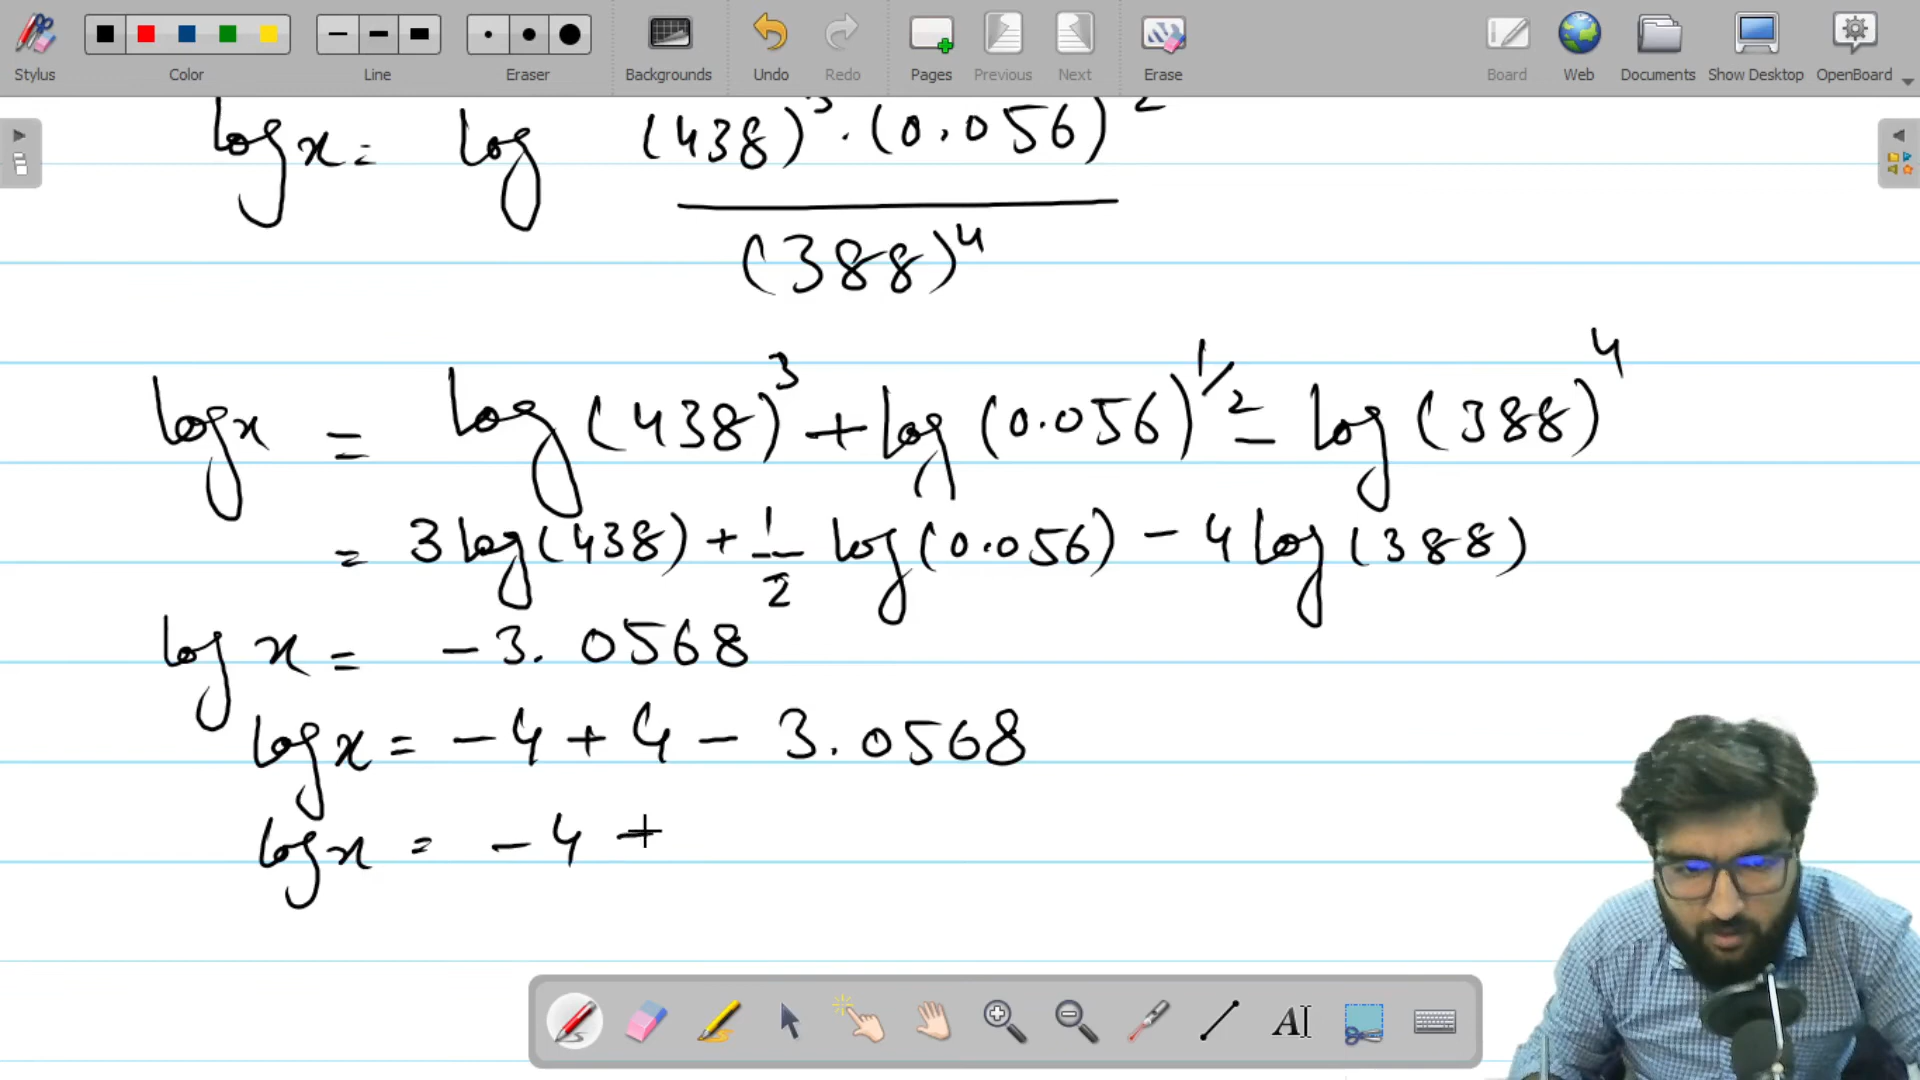 Stylus Color Line Eraser Backgrounds Undo Redo Pages Previous Next Erase Board Web Documents Show Desktop OpenBoard
log x = log (438)³ · (0.056)^2
(388)⁴
log x = log (438)³ + log (0.056)^1/2 - log (388)⁴
= 3 log (438) + 1/2 log (0.056) - 4 log (388)
log x = -3.0568
log x = -4 + 4 - 3.0568
log x = -4 +